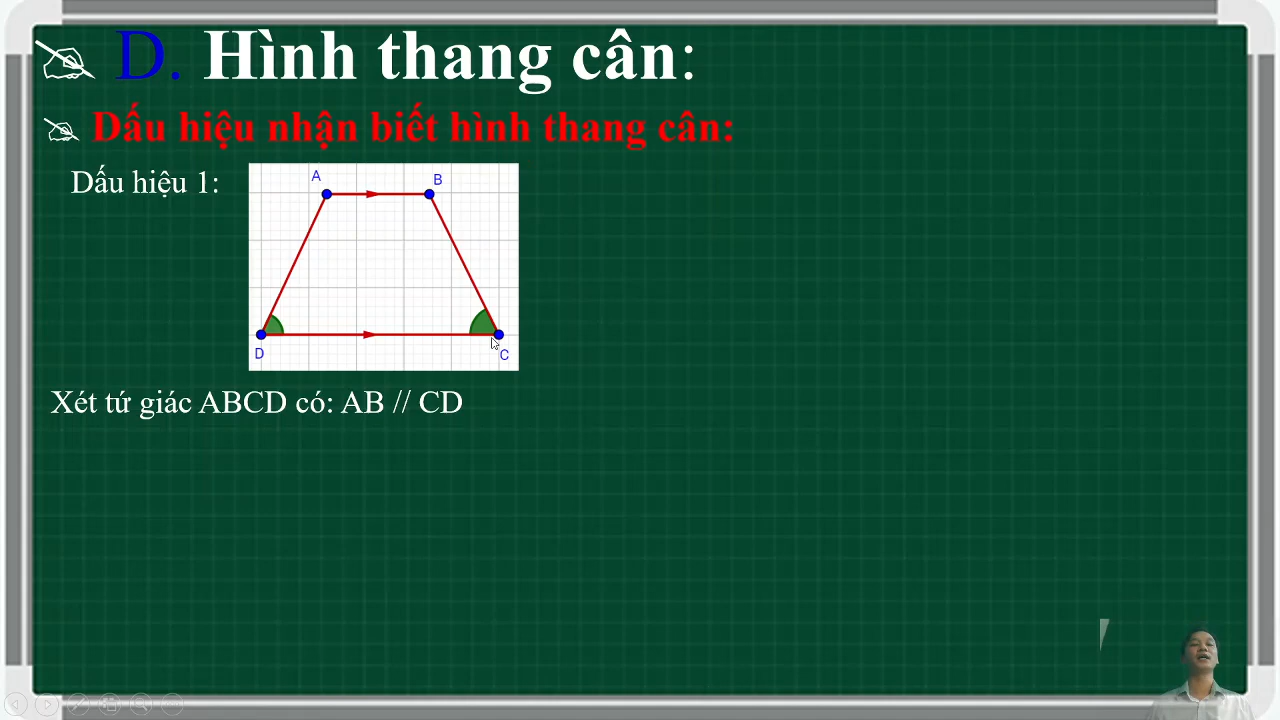 D. Hình thang cân:
Dấu hiệu nhận biết hình thang cân:
Dấu hiệu 1:
A
B
D
C
Xét tứ giác ABCD có: AB // CD